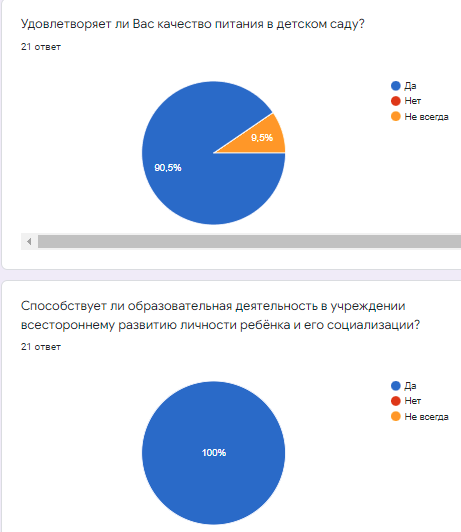 Удовлетворяет ли Вас качество питания в детском саду?
21 ответ
Да
Нет
Не всегда
9,5%
90,5%
Способствует ли образовательная деятельность в учреждении
всестороннему развитию личности ребёнка и его социализации?
21 ответ
Да
Нет
Не всегда
100%